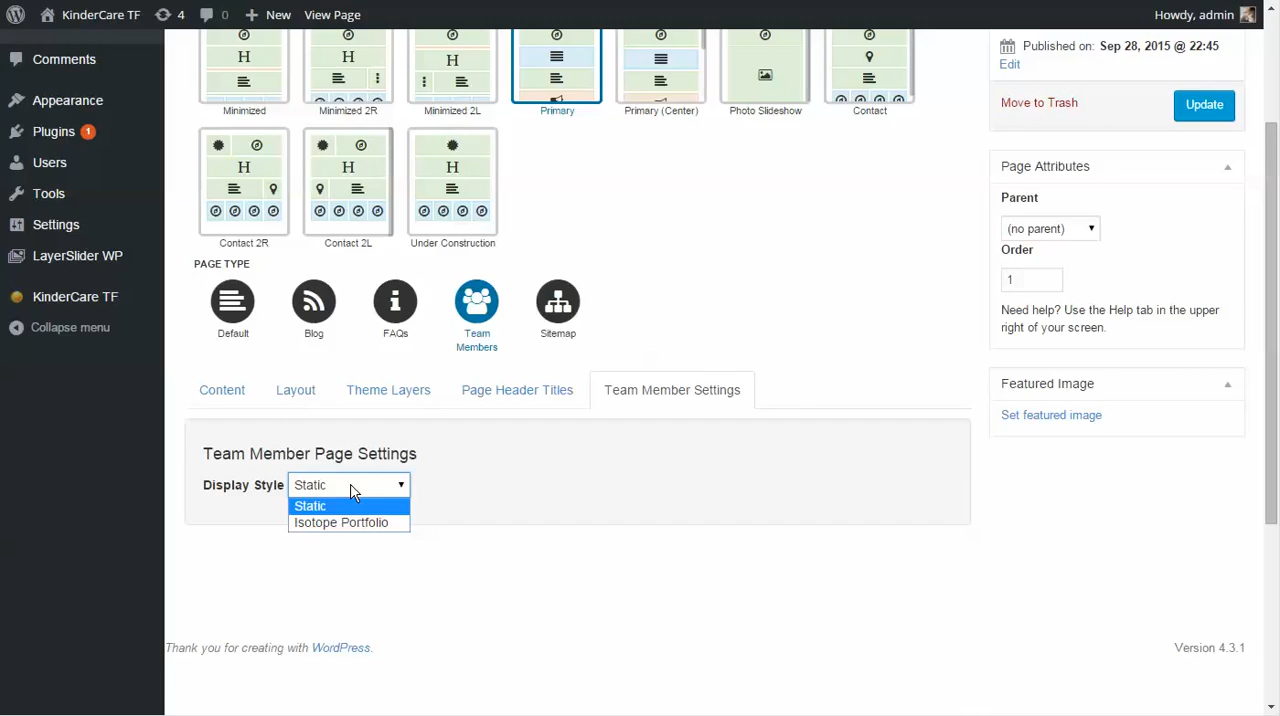 KinderCare TF 4 0 New View Page Howdy, admin
Comments
Appearance
Plugins 1
Users
Tools
Settings
LayerSlider WP
KinderCare TF
Collapse menu
H H H
Minimized Minimized 2R Minimized 2L Primary Primary (Center) Photo Slideshow Contact
H H H
Contact 2R Contact 2L Under Construction
PAGE TYPE
Default Blog FAQs Team Members Sitemap
Content Layout Theme Layers Page Header Titles Team Member Settings
Team Member Page Settings
Display Style Static
Static
Isotope Portfolio
Published on: Sep 28, 2015 @ 22:45
Edit
Move to Trash Update
Page Attributes
Parent
(no parent)
Order
1
Need help? Use the Help tab in the upper
right of your screen.
Featured Image
Set featured image
Thank you for creating with WordPress. Version 4.3.1